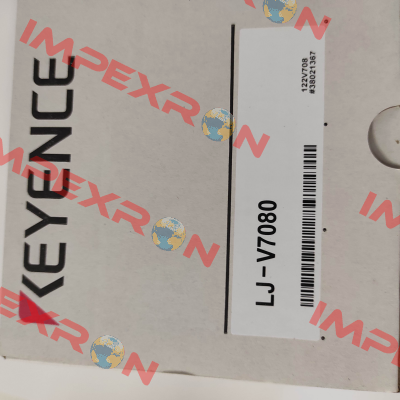 KEYENCE
LJ-V7080
122V708
#38021367
IMPEXRON
IMPEXRON
IMPEXRON
IMPEXRON
IMPEXRON